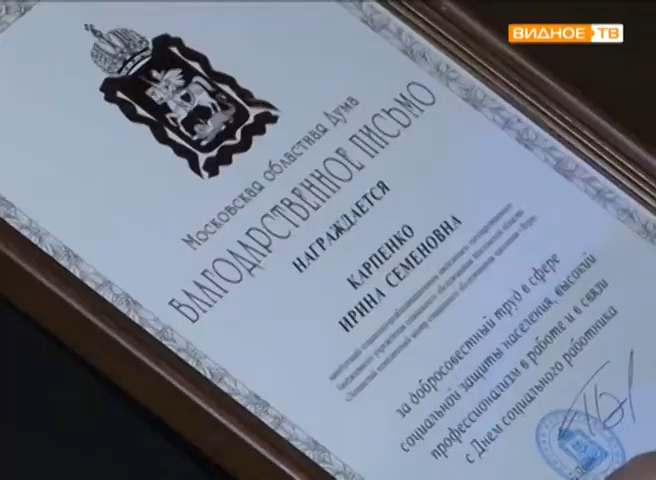 ВИДНОЕ ТВ
Московская областная Дума
БЛАГОДАРСТВЕННОЕ ПИСЬМО
НАГРАЖДАЕТСЯ
КАРПЕНКО
ИРИНА СЕМЕНОВНА
за добросовестный труд в сфере
социальной защиты населения, высокий
профессионализм в работе и в связи
с Днем социального работника